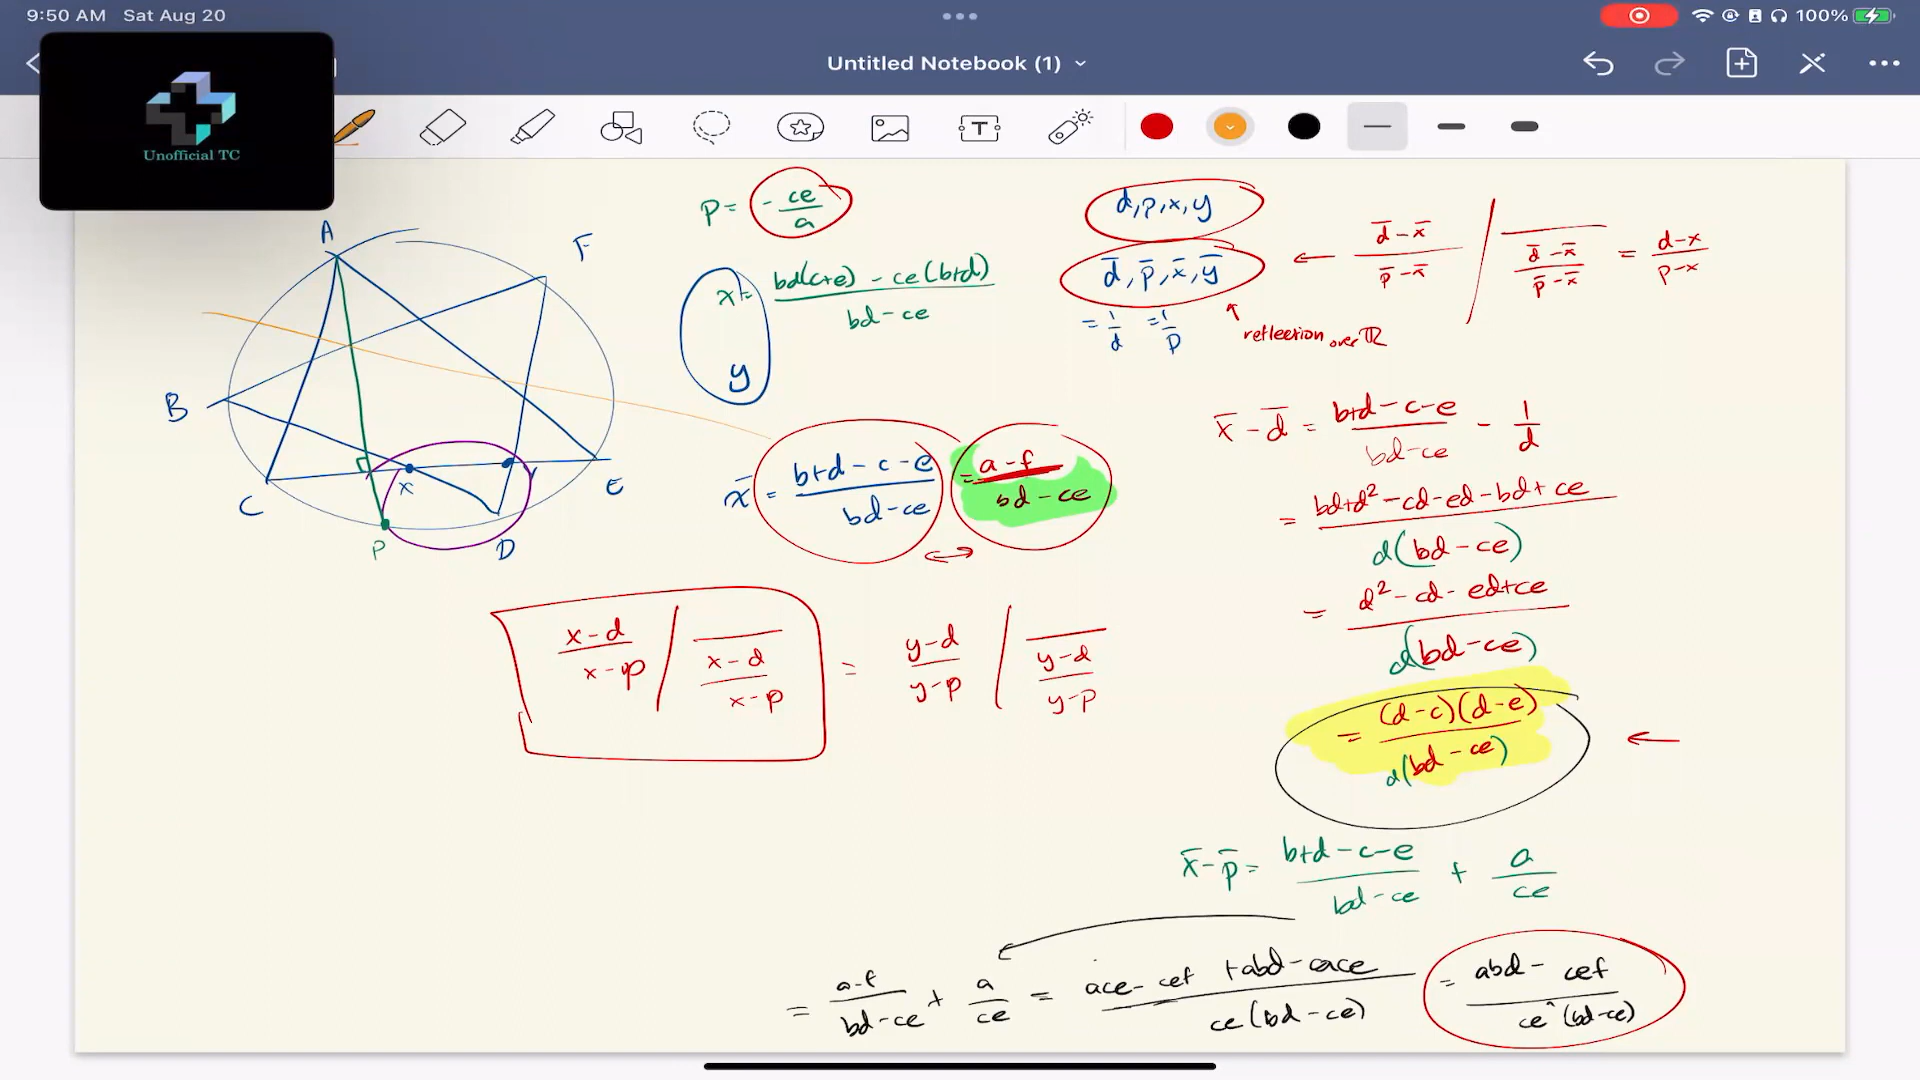 9:50 AM Sat Aug 20
100%
Untitled Notebook (1)
Unofficial TC
P = - ce/a
x = (bd(c+e) - ce(b+d))/(bd-ce)
y
d, p, x, y
d̄, p̄, x̄, ȳ
= 1/d = 1/p
reflection over ℝ
← (d̄-x̄)/(p̄-x̄) / \overline{(d̄-x̄)/(p̄-x̄)} = (d-x)/(p-x)
A
F
B
C
X
Y
E
P
D
x̄ = (b+d-c-e)/(bd-ce) = (a-f)/(bd-ce)
↔
x̄ - d̄ = (b+d-c-e)/(bd-ce) - 1/d
= (bd+d²-cd-ed-bd+ce)/(d(bd-ce))
= (d²-cd-ed+ce)/(d(bd-ce))
= (d-c)(d-e)/(d(bd-ce)) ←
(x-d)/(x-p) / \overline{(x-d)/(x-p)} = (y-d)/(y-p) / \overline{(y-d)/(y-p)}
x̄-p̄ = (b+d-c-e)/(bd-ce) + a/ce
= (a-f)/(bd-ce) + a/ce = (ace-cef+abd-ace)/(ce(bd-ce)) = (abd-cef)/(ce(bd-ce))